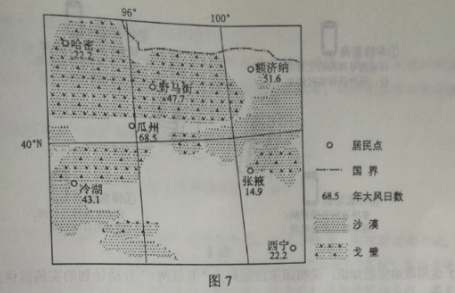 96°
100°
哈密
22.2
额济纳
51.6
野马街
47.7
瓜州
68.5
40°N
居民点
国界
冷湖
43.1
张掖
14.9
68.5 年大风日数
沙漠
西宁
22.2
戈壁
图7